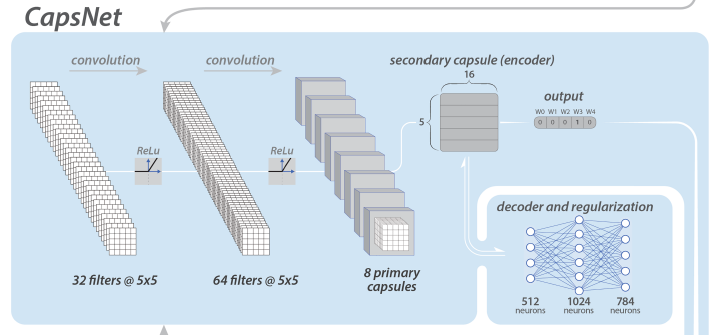 CapsNet
convolution
convolution
secondary capsule (encoder)
16
5
output
W0 W1 W2 W3 W4
0 0 0 1 0
ReLu
ReLu
32 filters @ 5x5
64 filters @ 5x5
8 primary
capsules
decoder and regularization
512
neurons
1024
neurons
784
neurons